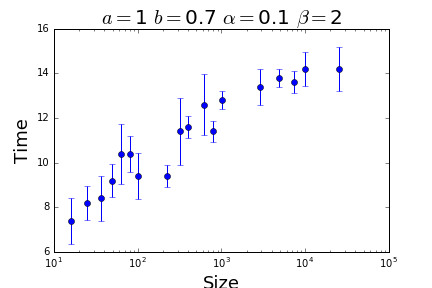 a = 1 b = 0.7 α = 0.1 β = 2
16
14
12
10
8
6
Time
10^1 10^2 10^3 10^4 10^5
Size